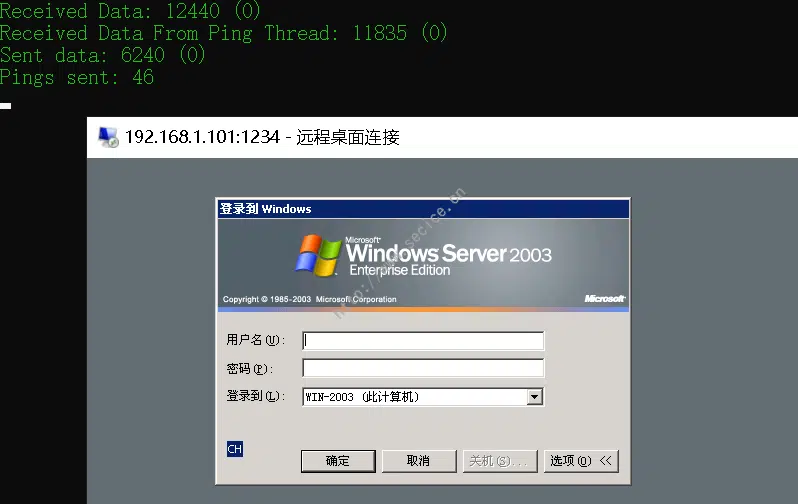 Received Data: 12440 (0)
Received Data From Ping Thread: 11835 (0)
Sent data: 6240 (0)
Pings sent: 46
192.168.1.101:1234 - 远程桌面连接
登录到 Windows
Microsoft
Windows Server 2003
Enterprise Edition
Copyright © 1985-2003 Microsoft Corporation
Microsoft
用户名(U):
密码(P):
登录到(L):
WIN-2003 (此计算机)
CH
确定
取消
关机(S)...
选项(O) <<